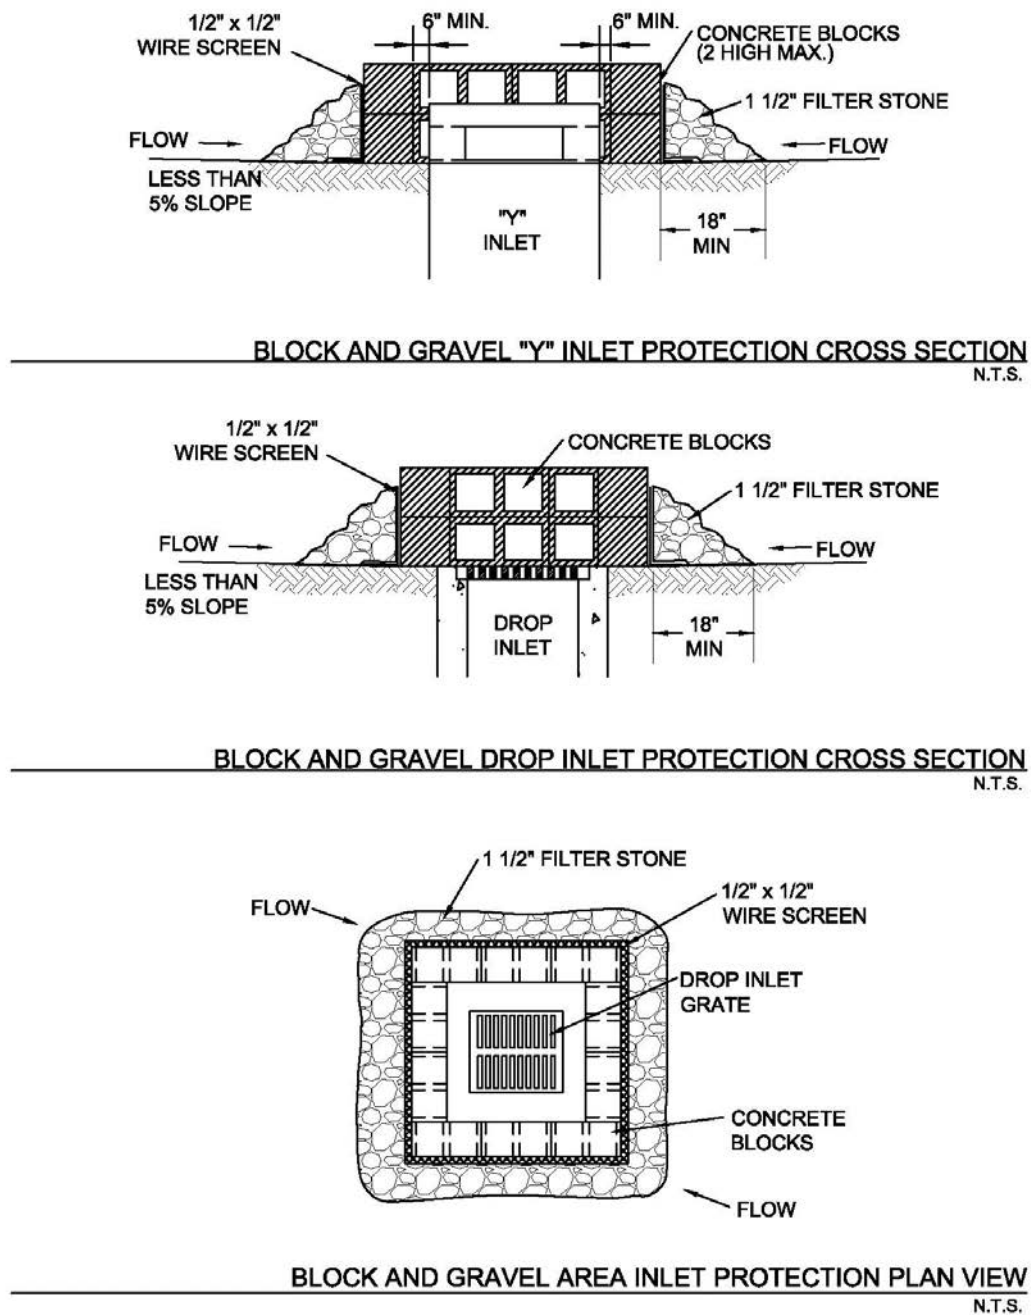 1/2" x 1/2"
WIRE SCREEN
6" MIN.
6" MIN.
CONCRETE BLOCKS
(2 HIGH MAX.)
1 1/2" FILTER STONE
FLOW
FLOW
LESS THAN
5% SLOPE
"Y"
INLET
18"
MIN
BLOCK AND GRAVEL "Y" INLET PROTECTION CROSS SECTION
N.T.S.
1/2" x 1/2"
WIRE SCREEN
CONCRETE BLOCKS
1 1/2" FILTER STONE
FLOW
FLOW
LESS THAN
5% SLOPE
DROP
INLET
18"
MIN
BLOCK AND GRAVEL DROP INLET PROTECTION CROSS SECTION
N.T.S.
1 1/2" FILTER STONE
FLOW
1/2" x 1/2"
WIRE SCREEN
DROP INLET
GRATE
CONCRETE
BLOCKS
FLOW
BLOCK AND GRAVEL AREA INLET PROTECTION PLAN VIEW
N.T.S.